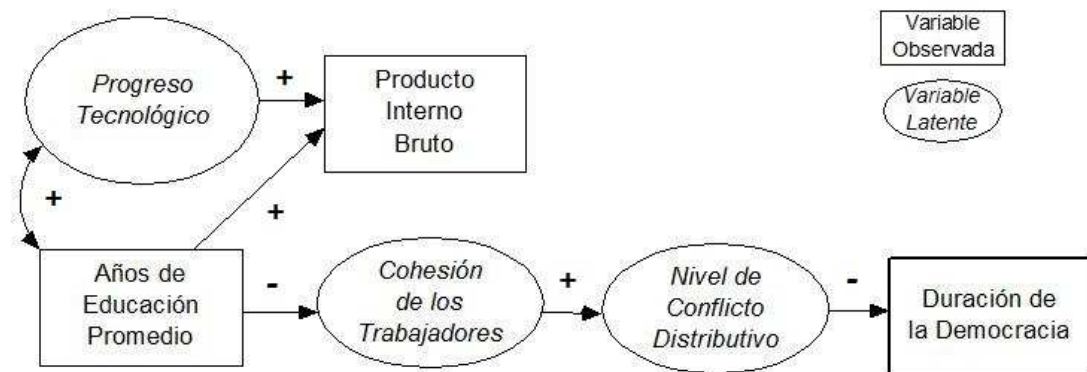 Progreso
Tecnológico
+
Producto
Interno
Bruto
Variable
Observada
Variable
Latente
+
+
Años de
Educación
Promedio
-
Cohesión
de los
Trabajadores
+
Nivel de
Conflicto
Distributivo
-
Duración de
la Democracia